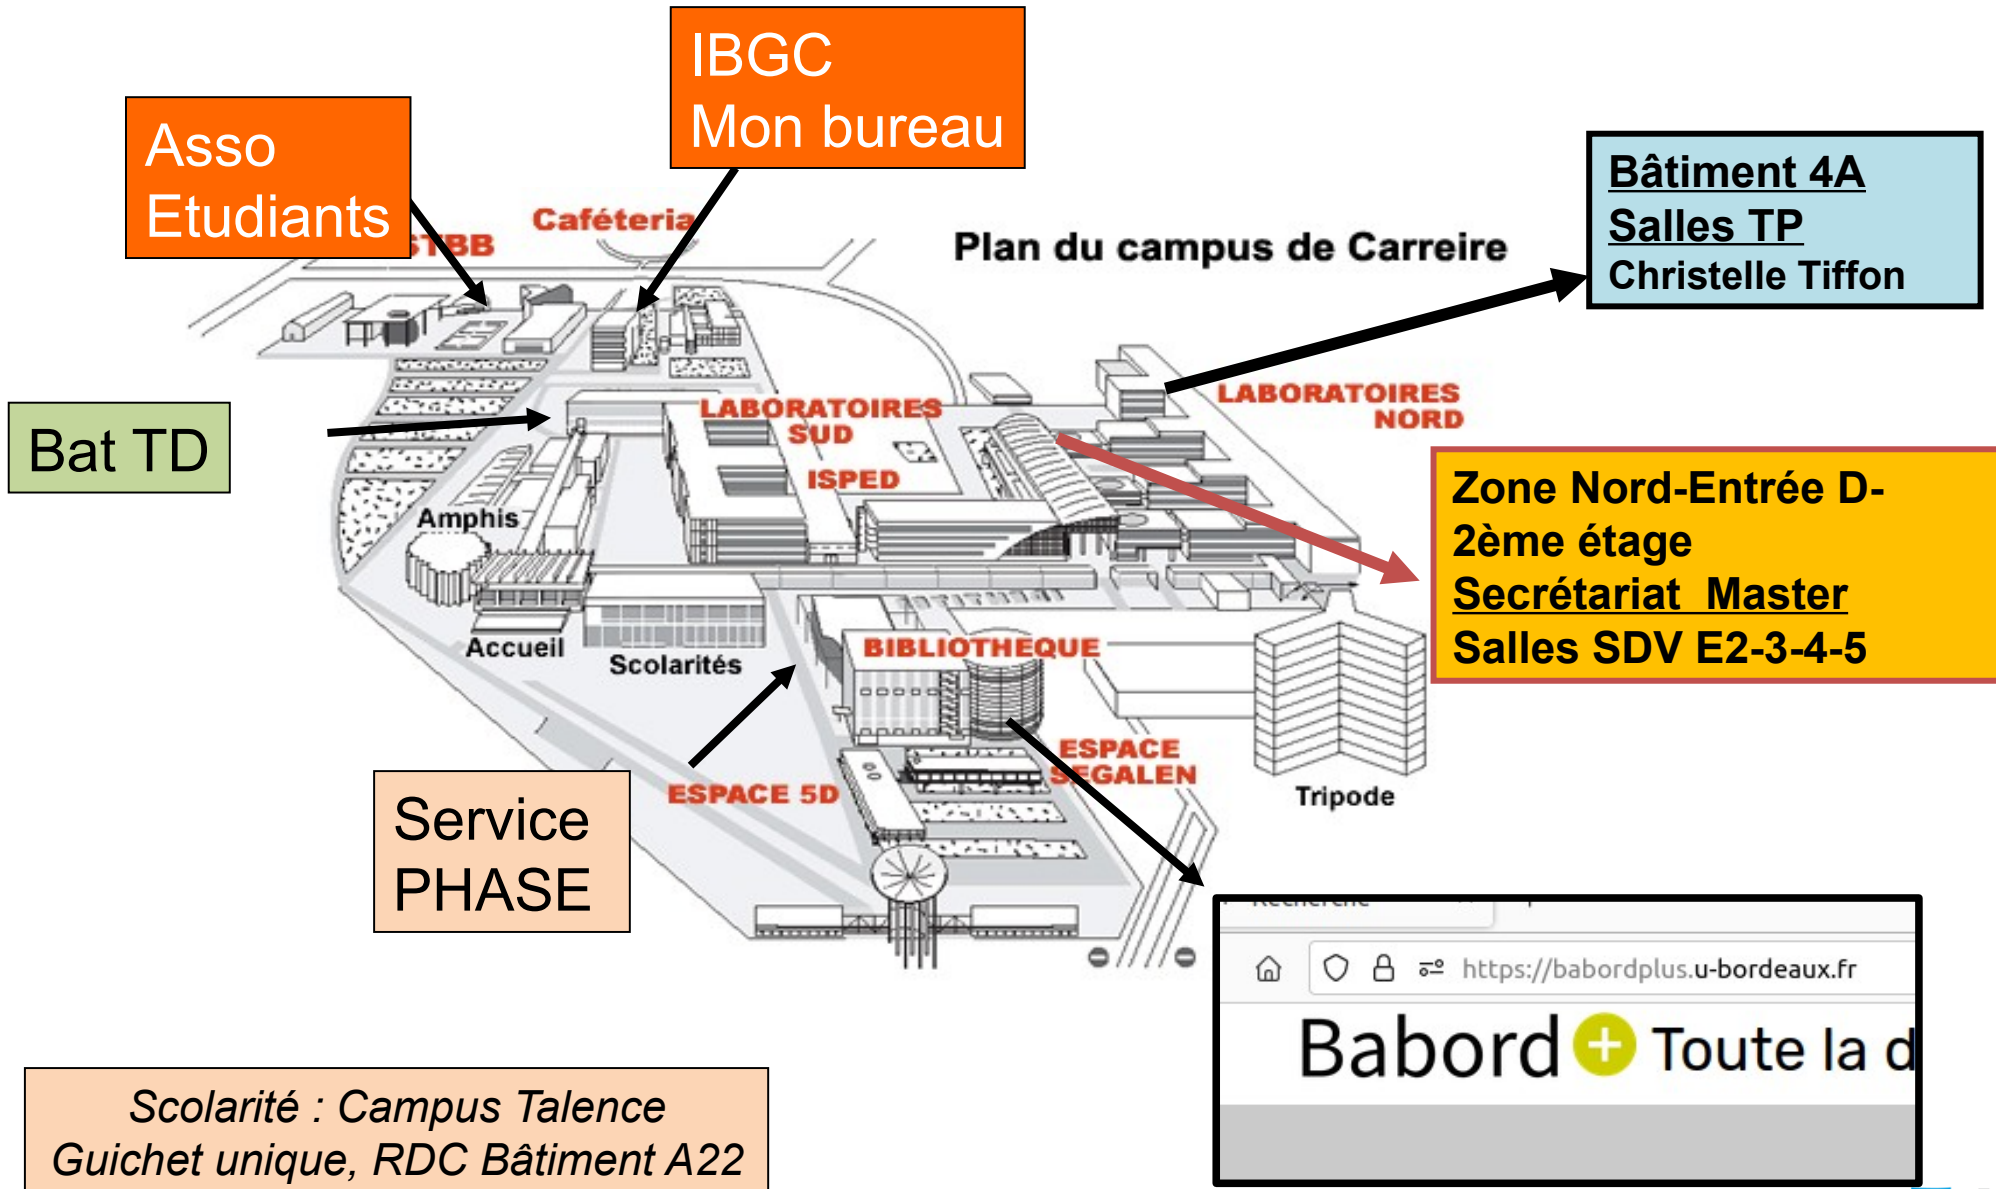 IBGC
Mon bureau
Asso
Etudiants
STBB
Caféteria
Plan du campus de Carreire
Bâtiment 4A
Salles TP
Christelle Tiffon
LABORATOIRES
NORD
LABORATOIRES
SUD
ISPED
Bat TD
Zone Nord-Entrée D-
2ème étage
Secrétariat Master
Salles SDV E2-3-4-5
Amphis
Accueil
Scolarités
BIBLIOTHEQUE
ESPACE
SEGALEN
ESPACE 5D
Tripode
Service
PHASE
Recherche
https://babordplus.u-bordeaux.fr
Babord+ Toute la d
Scolarité : Campus Talence
Guichet unique, RDC Bâtiment A22